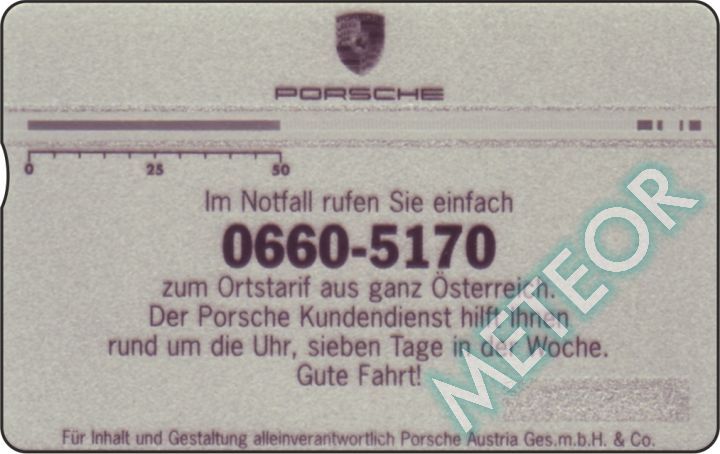 PORSCHE
0 25 50
Im Notfall rufen Sie einfach
0660-5170
zum Ortstarif aus ganz Österreich.
Der Porsche Kundendienst hilft Ihnen
rund um die Uhr, sieben Tage in der Woche.
Gute Fahrt!
METEOR
Für Inhalt und Gestaltung alleinverantwortlich Porsche Austria Ges.m.b.H. & Co.